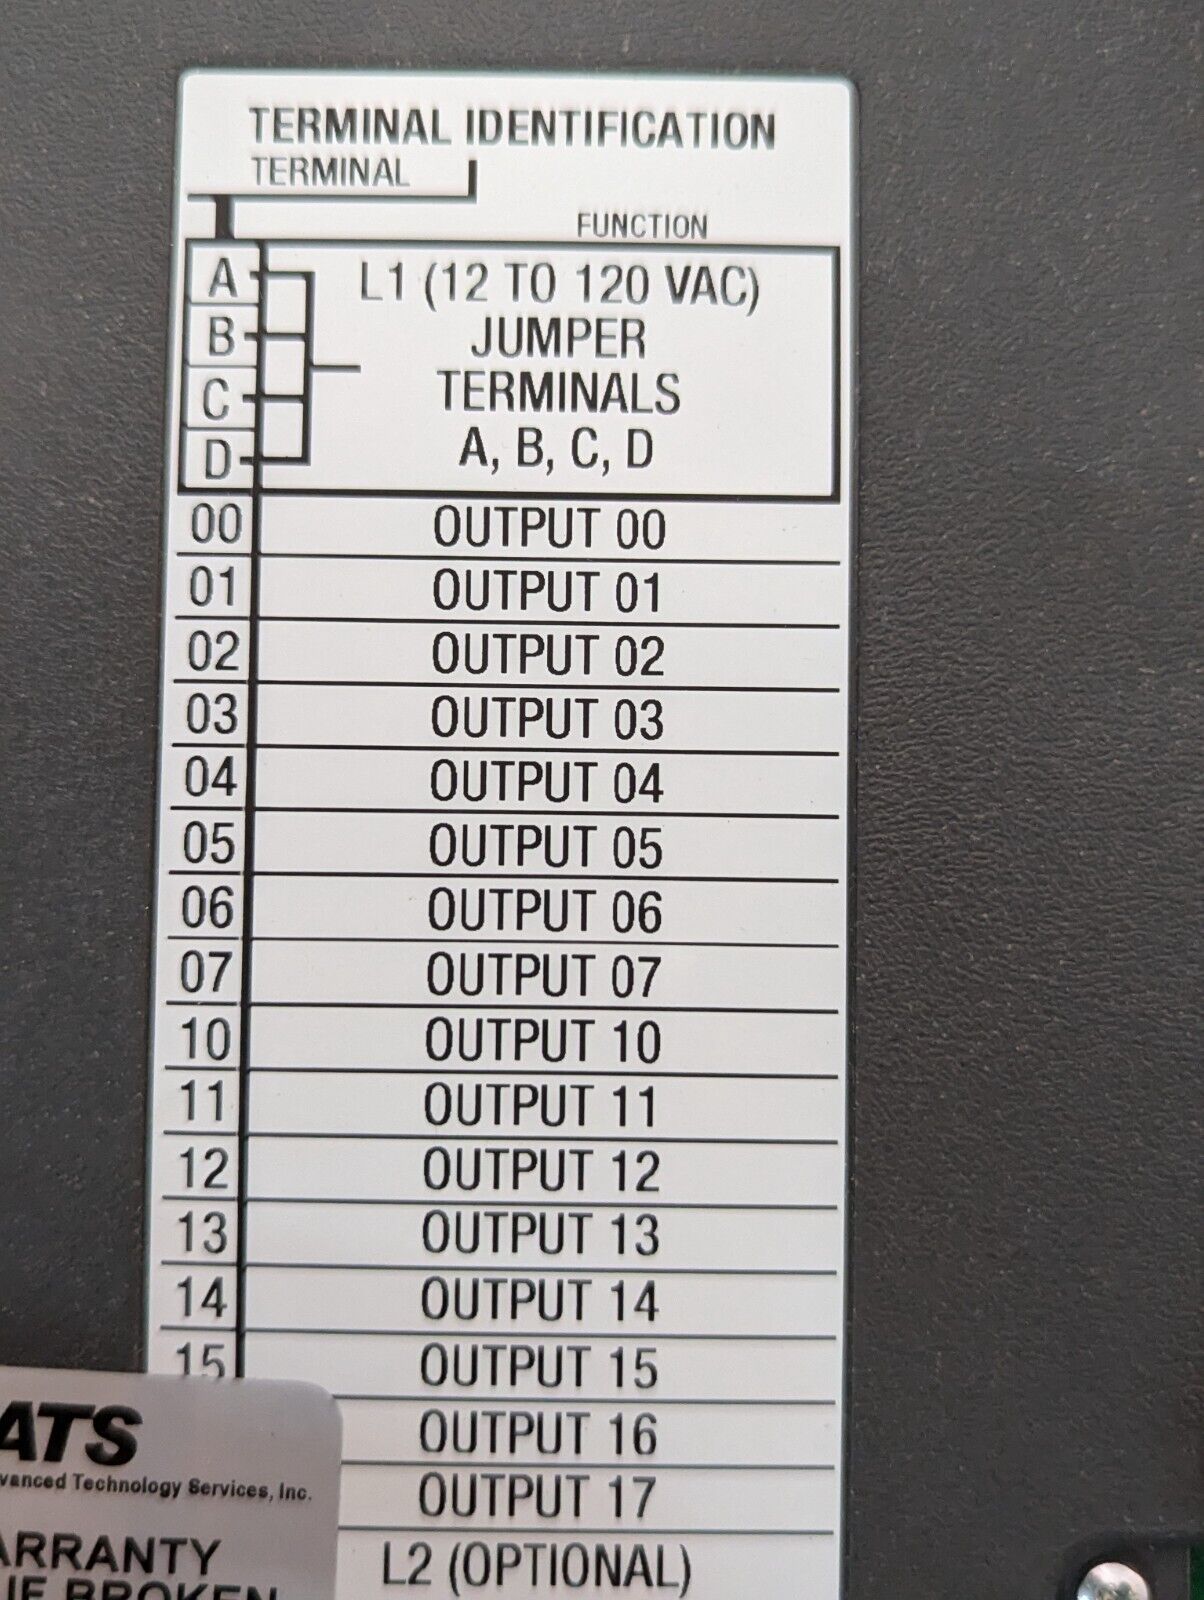 TERMINAL IDENTIFICATION
TERMINAL
FUNCTION
A
B
C
D
L1 (12 TO 120 VAC)
JUMPER
TERMINALS
A, B, C, D
00 OUTPUT 00
01 OUTPUT 01
02 OUTPUT 02
03 OUTPUT 03
04 OUTPUT 04
05 OUTPUT 05
06 OUTPUT 06
07 OUTPUT 07
10 OUTPUT 10
11 OUTPUT 11
12 OUTPUT 12
13 OUTPUT 13
14 OUTPUT 14
15 OUTPUT 15
OUTPUT 16
OUTPUT 17
L2 (OPTIONAL)
ATS
vanced Technology Services, Inc.
ARRANTY
IF BROKEN